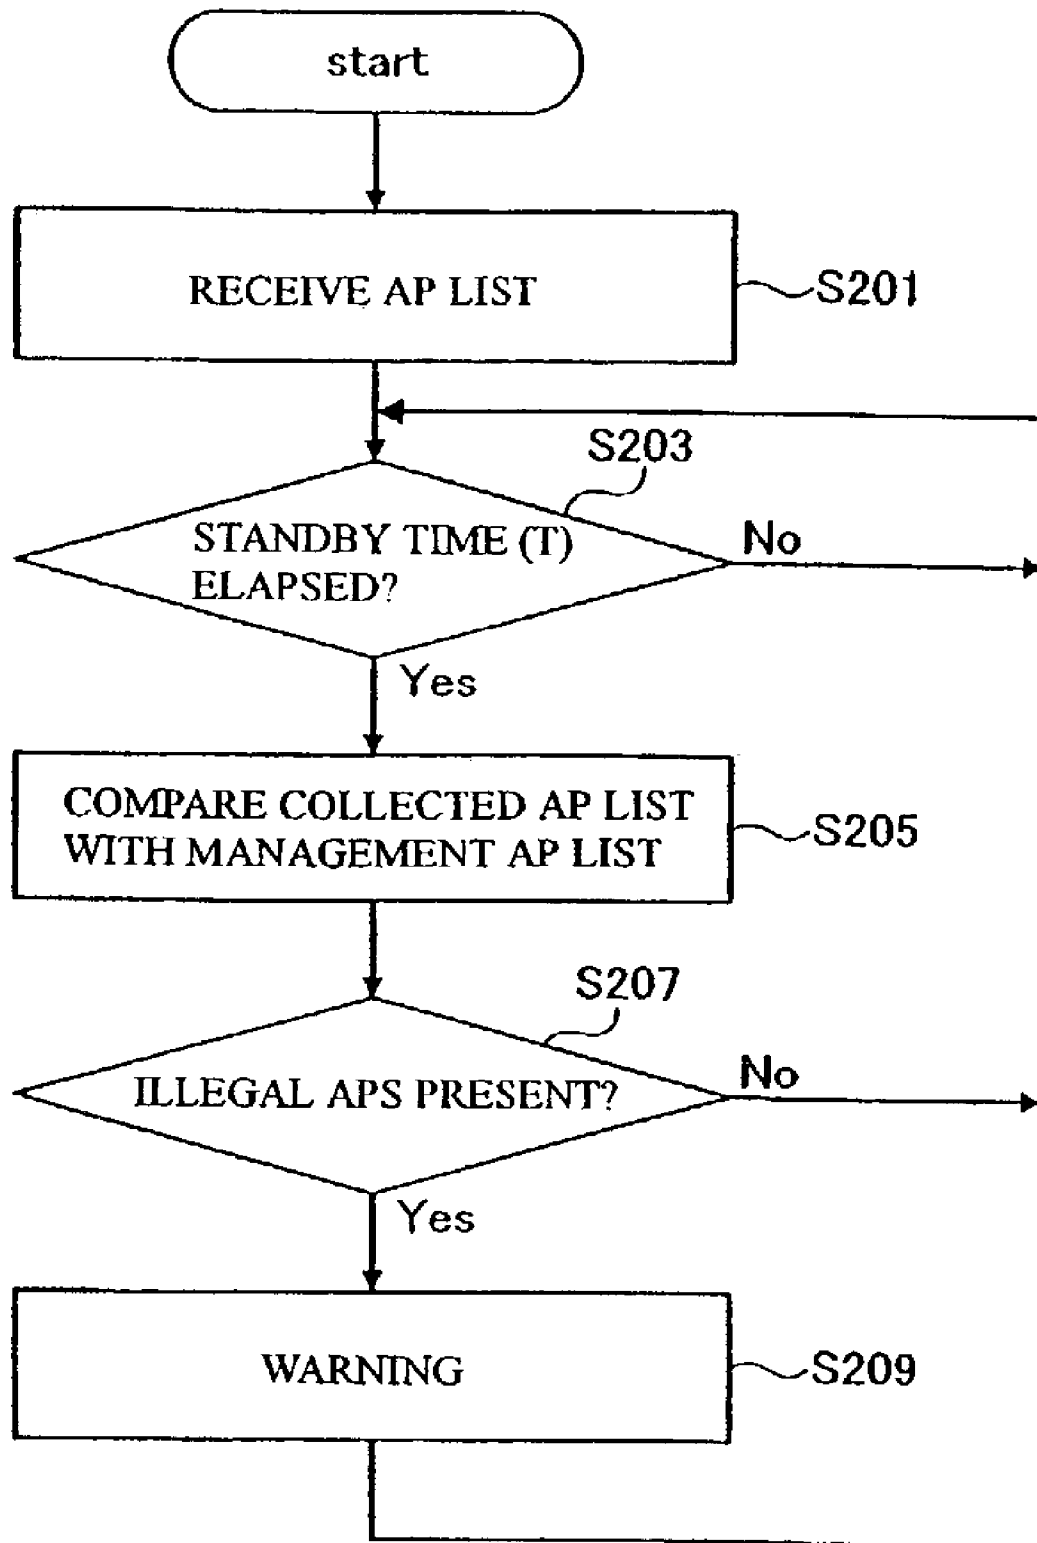 start
RECEIVE AP LIST
S201
S203
STANDBY TIME (T)
ELAPSED?
No
Yes
COMPARE COLLECTED AP LIST
WITH MANAGEMENT AP LIST
S205
S207
ILLEGAL APS PRESENT?
No
Yes
WARNING
S209